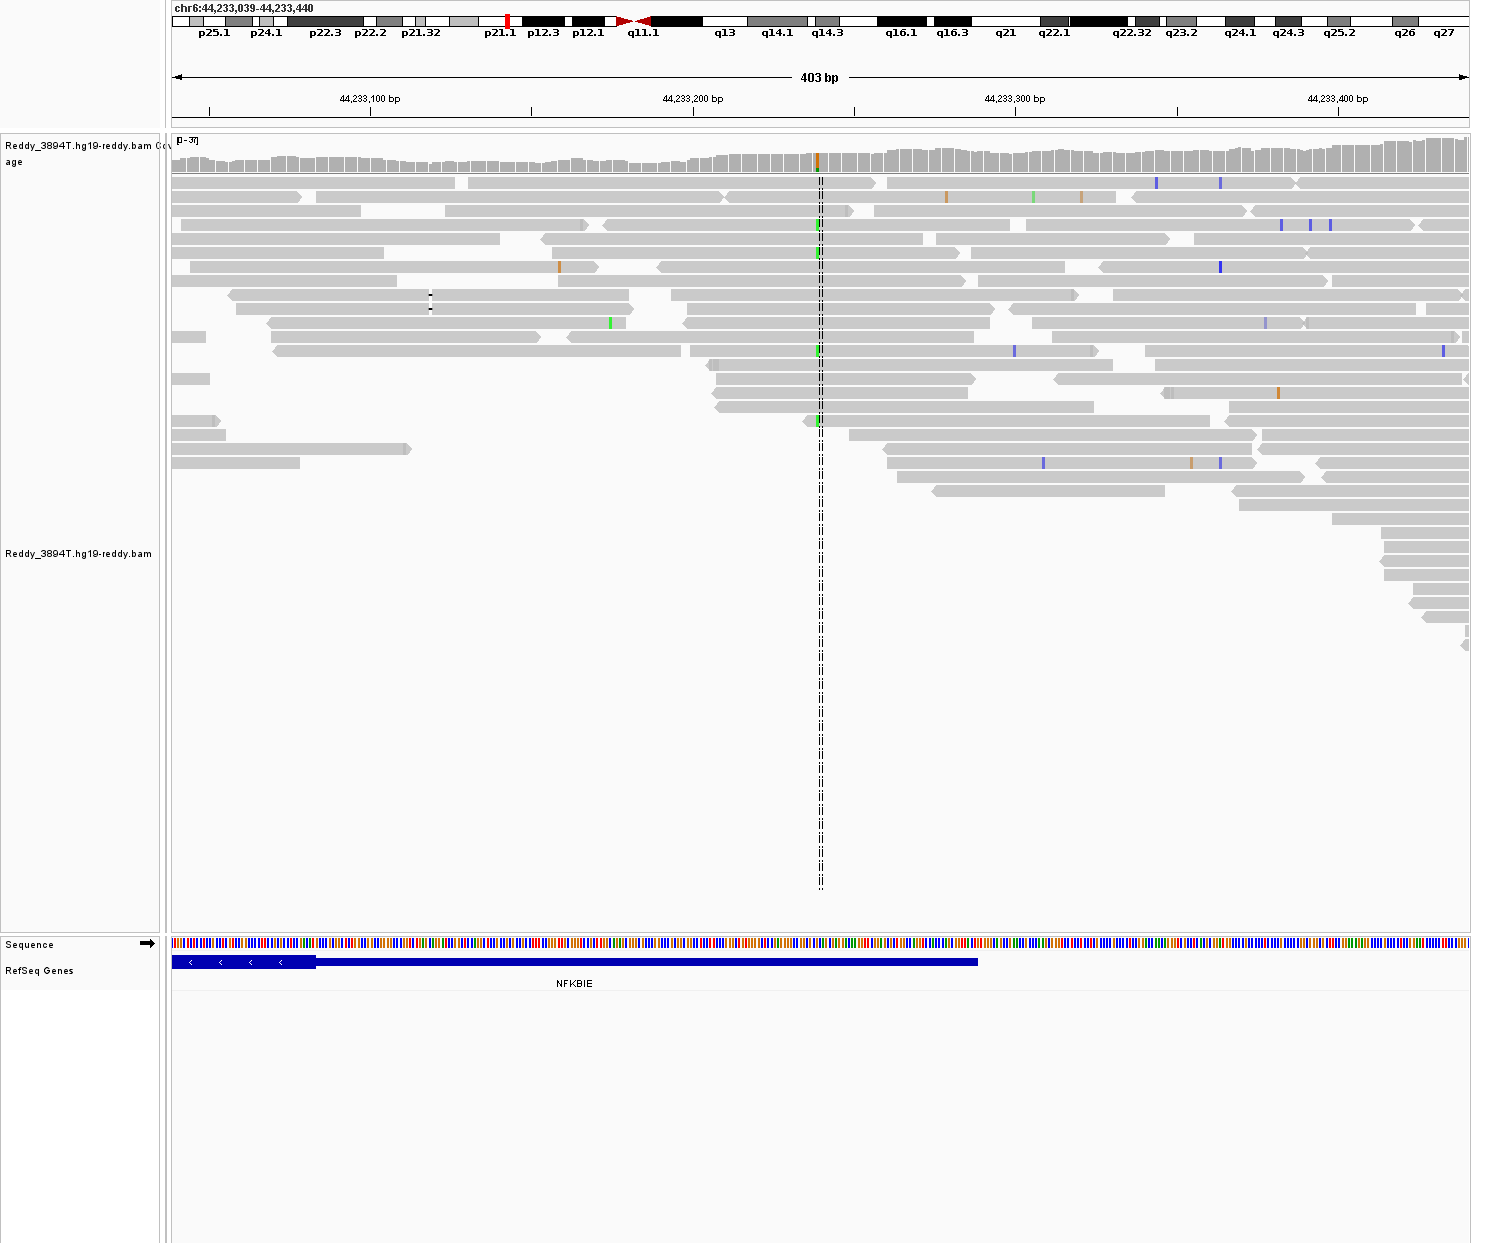 chr6:44,233,039-44,233,440
p25.1 p24.1 p22.3 p22.2 p21.32 p21.1 p12.3 p12.1 q11.1 q13 q14.1 q14.3 q16.1 q16.3 q21 q22.1 q22.32 q23.2 q24.1 q24.3 q25.2 q26 q27
403 bp
44,233,100 bp 44,233,200 bp 44,233,300 bp 44,233,400 bp
Reddy_3894T.hg19-reddy.bam Cov
age
[0 - 37]
Reddy_3894T.hg19-reddy.bam
Sequence
RefSeq Genes
NFKBIE